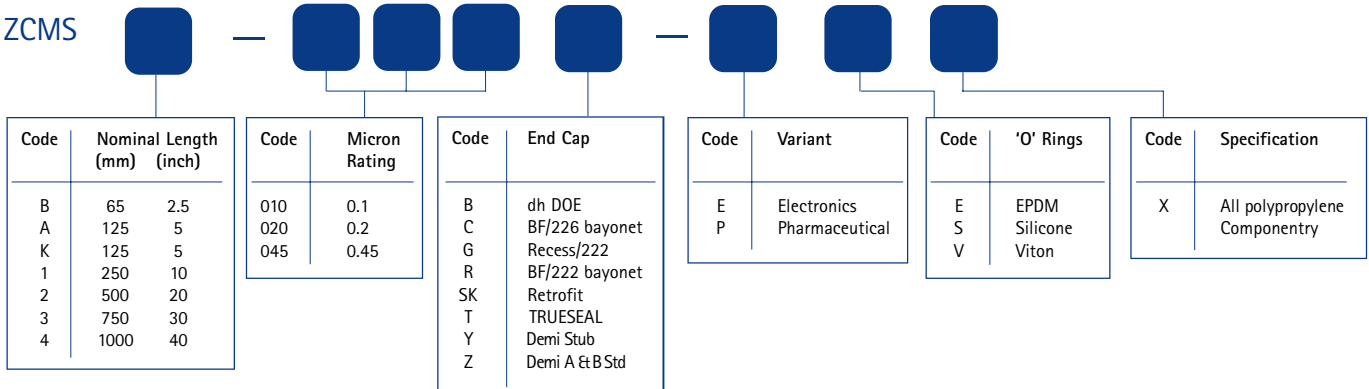 ZCMS
Code Nominal Length
(mm) (inch)
B 65 2.5
A 125 5
K 125 5
1 250 10
2 500 20
3 750 30
4 1000 40
Code Micron
Rating
010 0.1
020 0.2
045 0.45
Code End Cap
B dh DOE
C BF/226 bayonet
G Recess/222
R BF/222 bayonet
SK Retrofit
T TRUESEAL
Y Demi Stub
Z Demi A & B Std
Code Variant
E Electronics
P Pharmaceutical
Code 'O' Rings
E EPDM
S Silicone
V Viton
Code Specification
X All polypropylene
Componentry